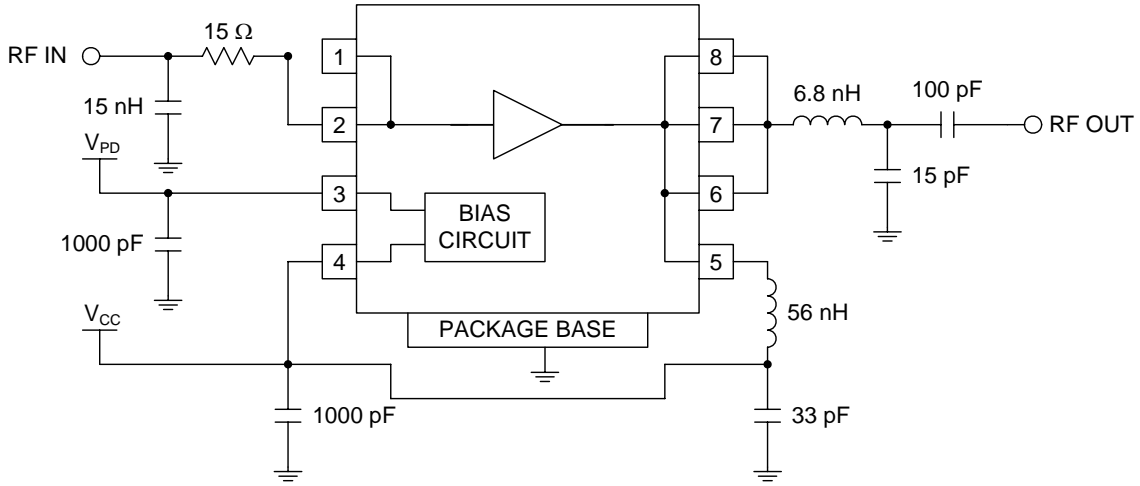 15 Ω
RF IN
15 nH
V_PD
1000 pF
V_CC
1000 pF
1
2
3
4
BIAS
CIRCUIT
PACKAGE BASE
8
7
6
5
6.8 nH
100 pF
RF OUT
15 pF
56 nH
33 pF